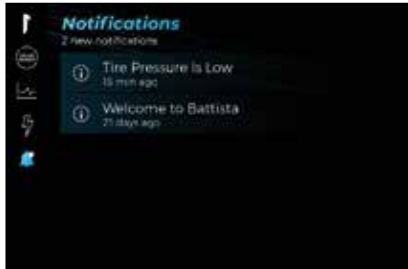 Notifications
2 new notifications
Tire Pressure Is Low
15 min ago
Welcome to Battista
21 days ago